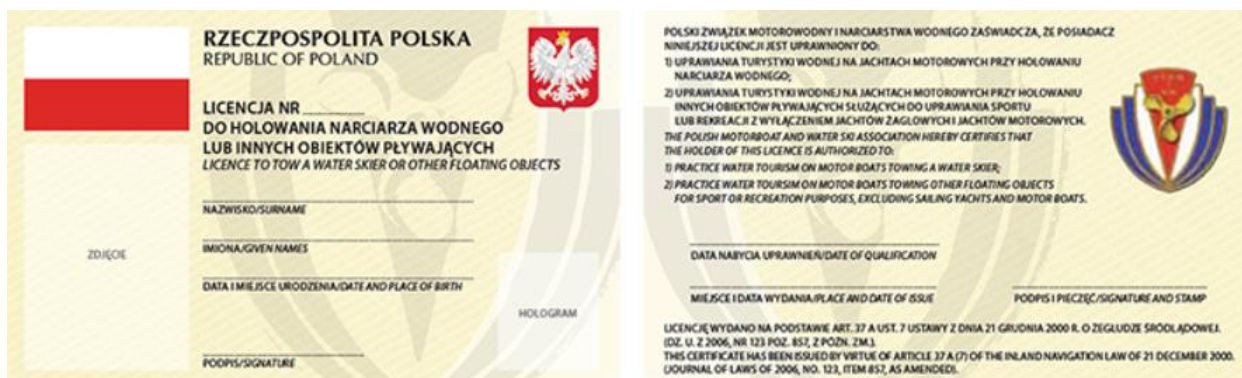 RZECZPOSPOLITA POLSKA
REPUBLIC OF POLAND
LICENCJA NR
DO HOLOWANIA NARCIARZA WODNEGO
LUB INNYCH OBIEKTÓW PŁYWAJĄCYCH
LICENCE TO TOW A WATER SKIER OR OTHER FLOATING OBJECTS
NAZWISKO/SURNAME
IMIONA/GIVEN NAMES
DATA I MIEJSCE URODZENIA/DATE AND PLACE OF BIRTH
PODPIS/SIGNATURE
ZDJĘCIE
HOLOGRAM
POLSKI ZWIĄZEK MOTOROWODNY I NARCIARSTWA WODNEGO ZAŚWIADCZA, ŻE POSIADACZ
NINIEJSZEJ LICENCJI JEST UPRAWNIONY DO:
1) UPRAWIANIA TURYSTYKI WODNEJ NA JACHTACH MOTOROWYCH PRZY HOLOWANIU
NARCIARZA WODNEGO;
2) UPRAWIANIA TURYSTYKI WODNEJ NA JACHTACH MOTOROWYCH PRZY HOLOWANIU
INNYCH OBIEKTÓW PŁYWAJĄCYCH SŁUŻĄCYCH DO UPRAWIANIA SPORTU
LUB REKREACJI Z WYŁĄCZENIEM JACHTÓW ŻAGLOWYCH I JACHTÓW MOTOROWYCH.
THE POLISH MOTORBOAT AND WATER SKI ASSOCIATION HEREBY CERTIFIES THAT
THE HOLDER OF THIS LICENCE IS AUTHORIZED TO:
1) PRACTICE WATER TOURISM ON MOTOR BOATS TOWING A WATER SKIER;
2) PRACTICE WATER TOURSIM ON MOTOR BOATS TOWING OTHER FLOATING OBJECTS
FOR SPORT OR RECREATION PURPOSES, EXCLUDING SAILING YACHTS AND MOTOR BOATS.
DATA NABYCIA UPRAWNIEŃ/DATE OF QUALIFICATION
MIEJSCE I DATA WYDANIA/PLACE AND DATE OF ISSUE
PODPIS I PIECZĘĆ/SIGNATURE AND STAMP
LICENCJĘ WYDANO NA PODSTAWIE ART. 37 A UST. 7 USTAWY Z DNIA 21 GRUDNIA 2000 R. O ŻEGLUDZE ŚRÓDLĄDOWEJ.
(DZ. U. Z 2006, NR 123 POZ. 857, Z PÓŹN. ZM.).
THIS CERTIFICATE HAS BEEN ISSUED BY VIRTUE OF ARTICLE 37 A (7) OF THE INLAND NAVIGATION LAW OF 21 DECEMBER 2000.
(JOURNAL OF LAWS OF 2006, NO. 123, ITEM 857, AS AMENDED).